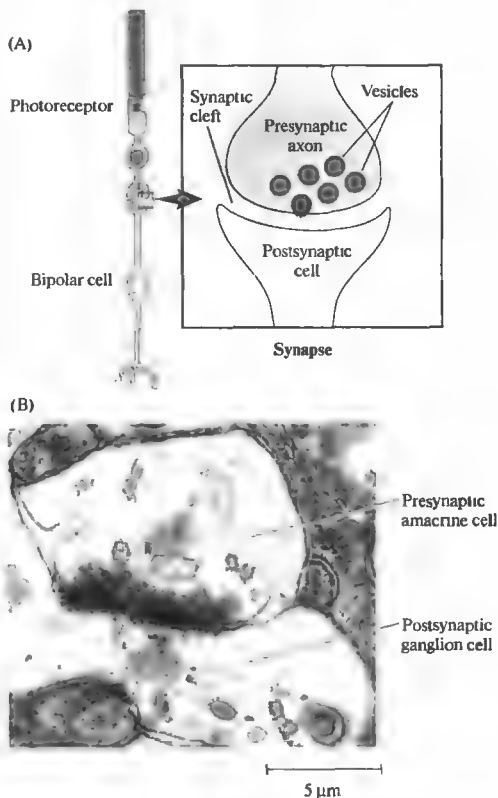 (A)
Photoreceptor
Bipolar cell
Synaptic
cleft
Vesicles
Presynaptic
axon
Postsynaptic
cell
Synapse
(B)
Presynaptic
amacrine cell
Postsynaptic
ganglion cell
5 µm